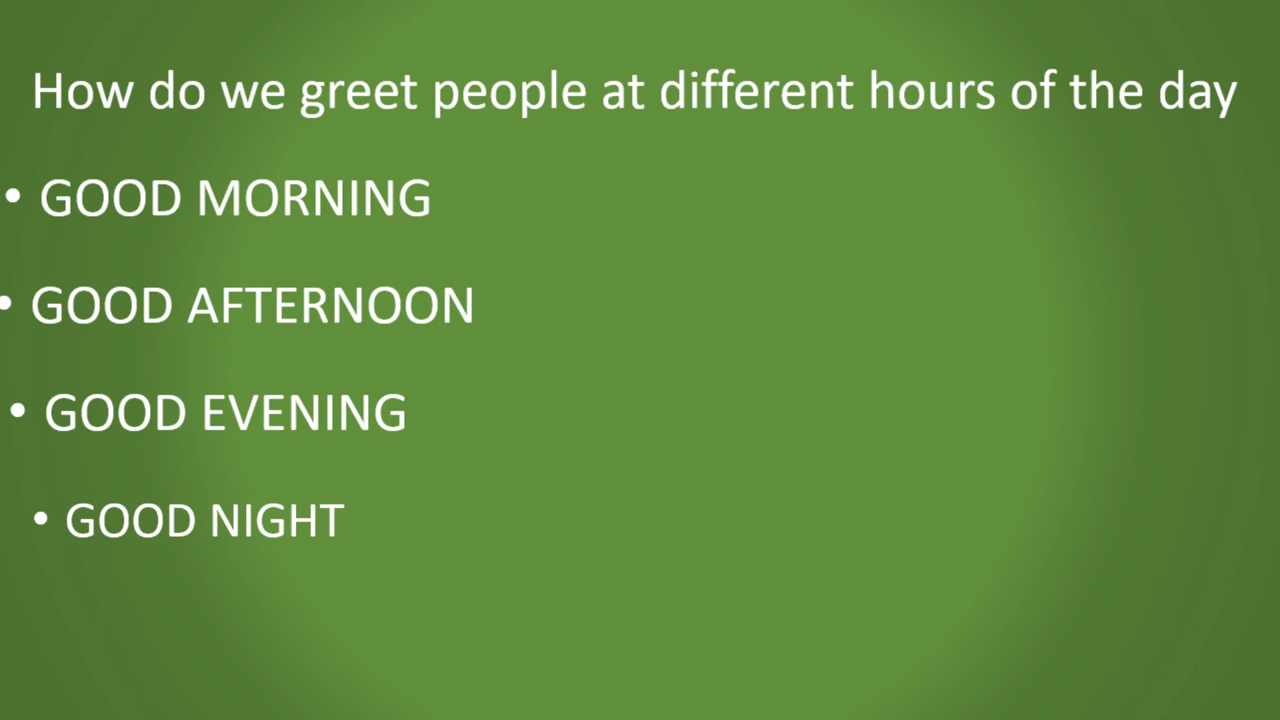 How do we greet people at different hours of the day
• GOOD MORNING
• GOOD AFTERNOON
• GOOD EVENING
• GOOD NIGHT